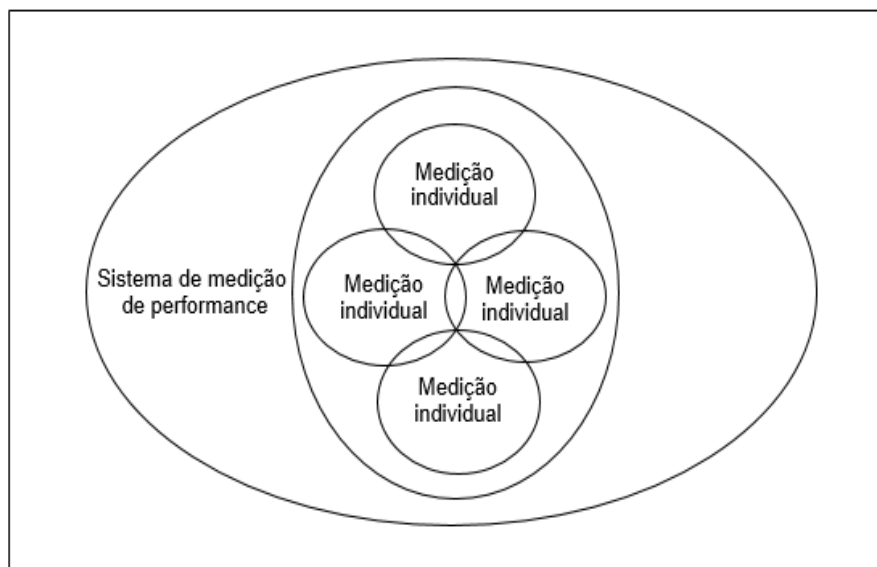 Medição
individual
Sistema de medição
de performance
Medição
individual
Medição
individual
Medição
individual